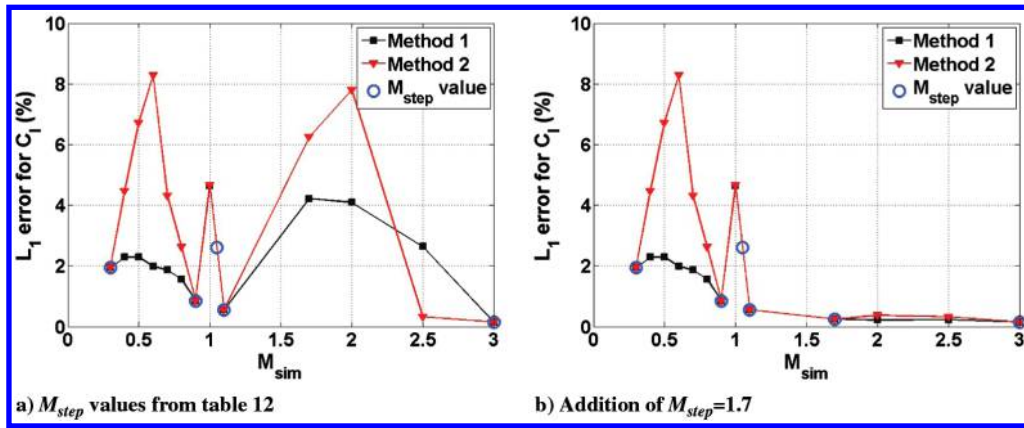 10
8
6
4
2
0
L1 error for Cl (%)
0 0.5 1 1.5 2 2.5 3
Msim
Method 1
Method 2
Mstep value
a) Mstep values from table 12
10
8
6
4
2
0
L1 error for Cl (%)
0 0.5 1 1.5 2 2.5 3
Msim
Method 1
Method 2
Mstep value
b) Addition of Mstep=1.7